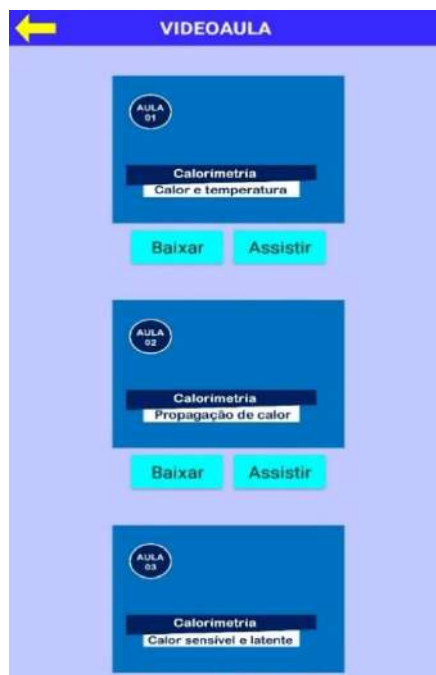 VIDEOAULA
AULA
01
Calorimetria
Calor e temperatura
Baixar Assistir
AULA
02
Calorimetria
Propagação de calor
Baixar Assistir
AULA
03
Calorimetria
Calor sensível e latente